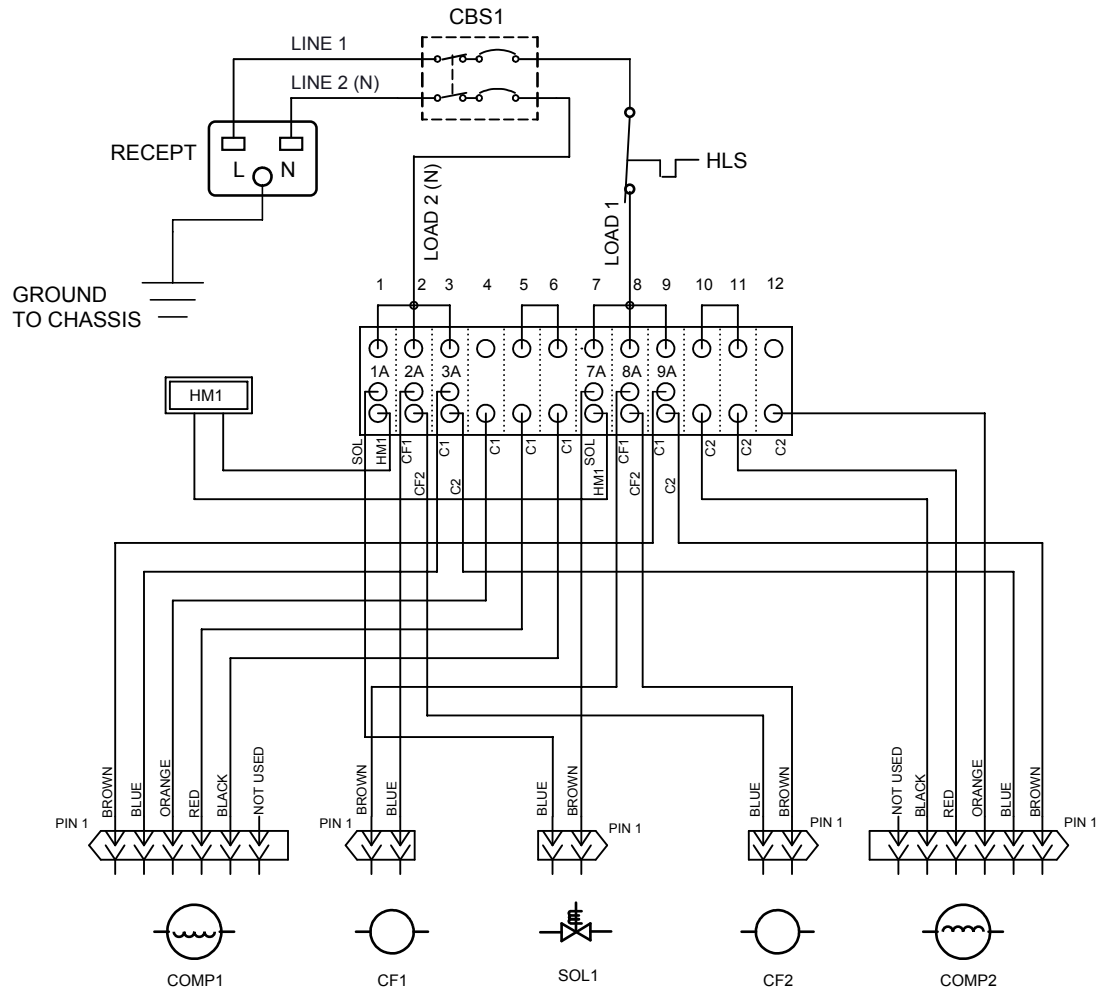 CBS1
LINE 1
LINE 2 (N)
RECEPT
L
N
HLS
LOAD 2 (N)
LOAD 1
GROUND
TO CHASSIS
1 2 3 4 5 6 7 8 9 10 11 12
1A 2A 3A 7A 8A 9A
HM1
SOL
HM1
CF1
CF2
C1
C2
C1
C1
C1
SOL
HM1
CF1
CF2
C1
C2
C2
C2
C2
BROWN
BLUE
ORANGE
RED
BLACK
NOT USED
PIN 1
BROWN
BLUE
PIN 1
BLUE
BROWN
PIN 1
BLUE
BROWN
PIN 1
NOT USED
BLACK
RED
ORANGE
BLUE
BROWN
PIN 1
COMP1
CF1
SOL1
CF2
COMP2